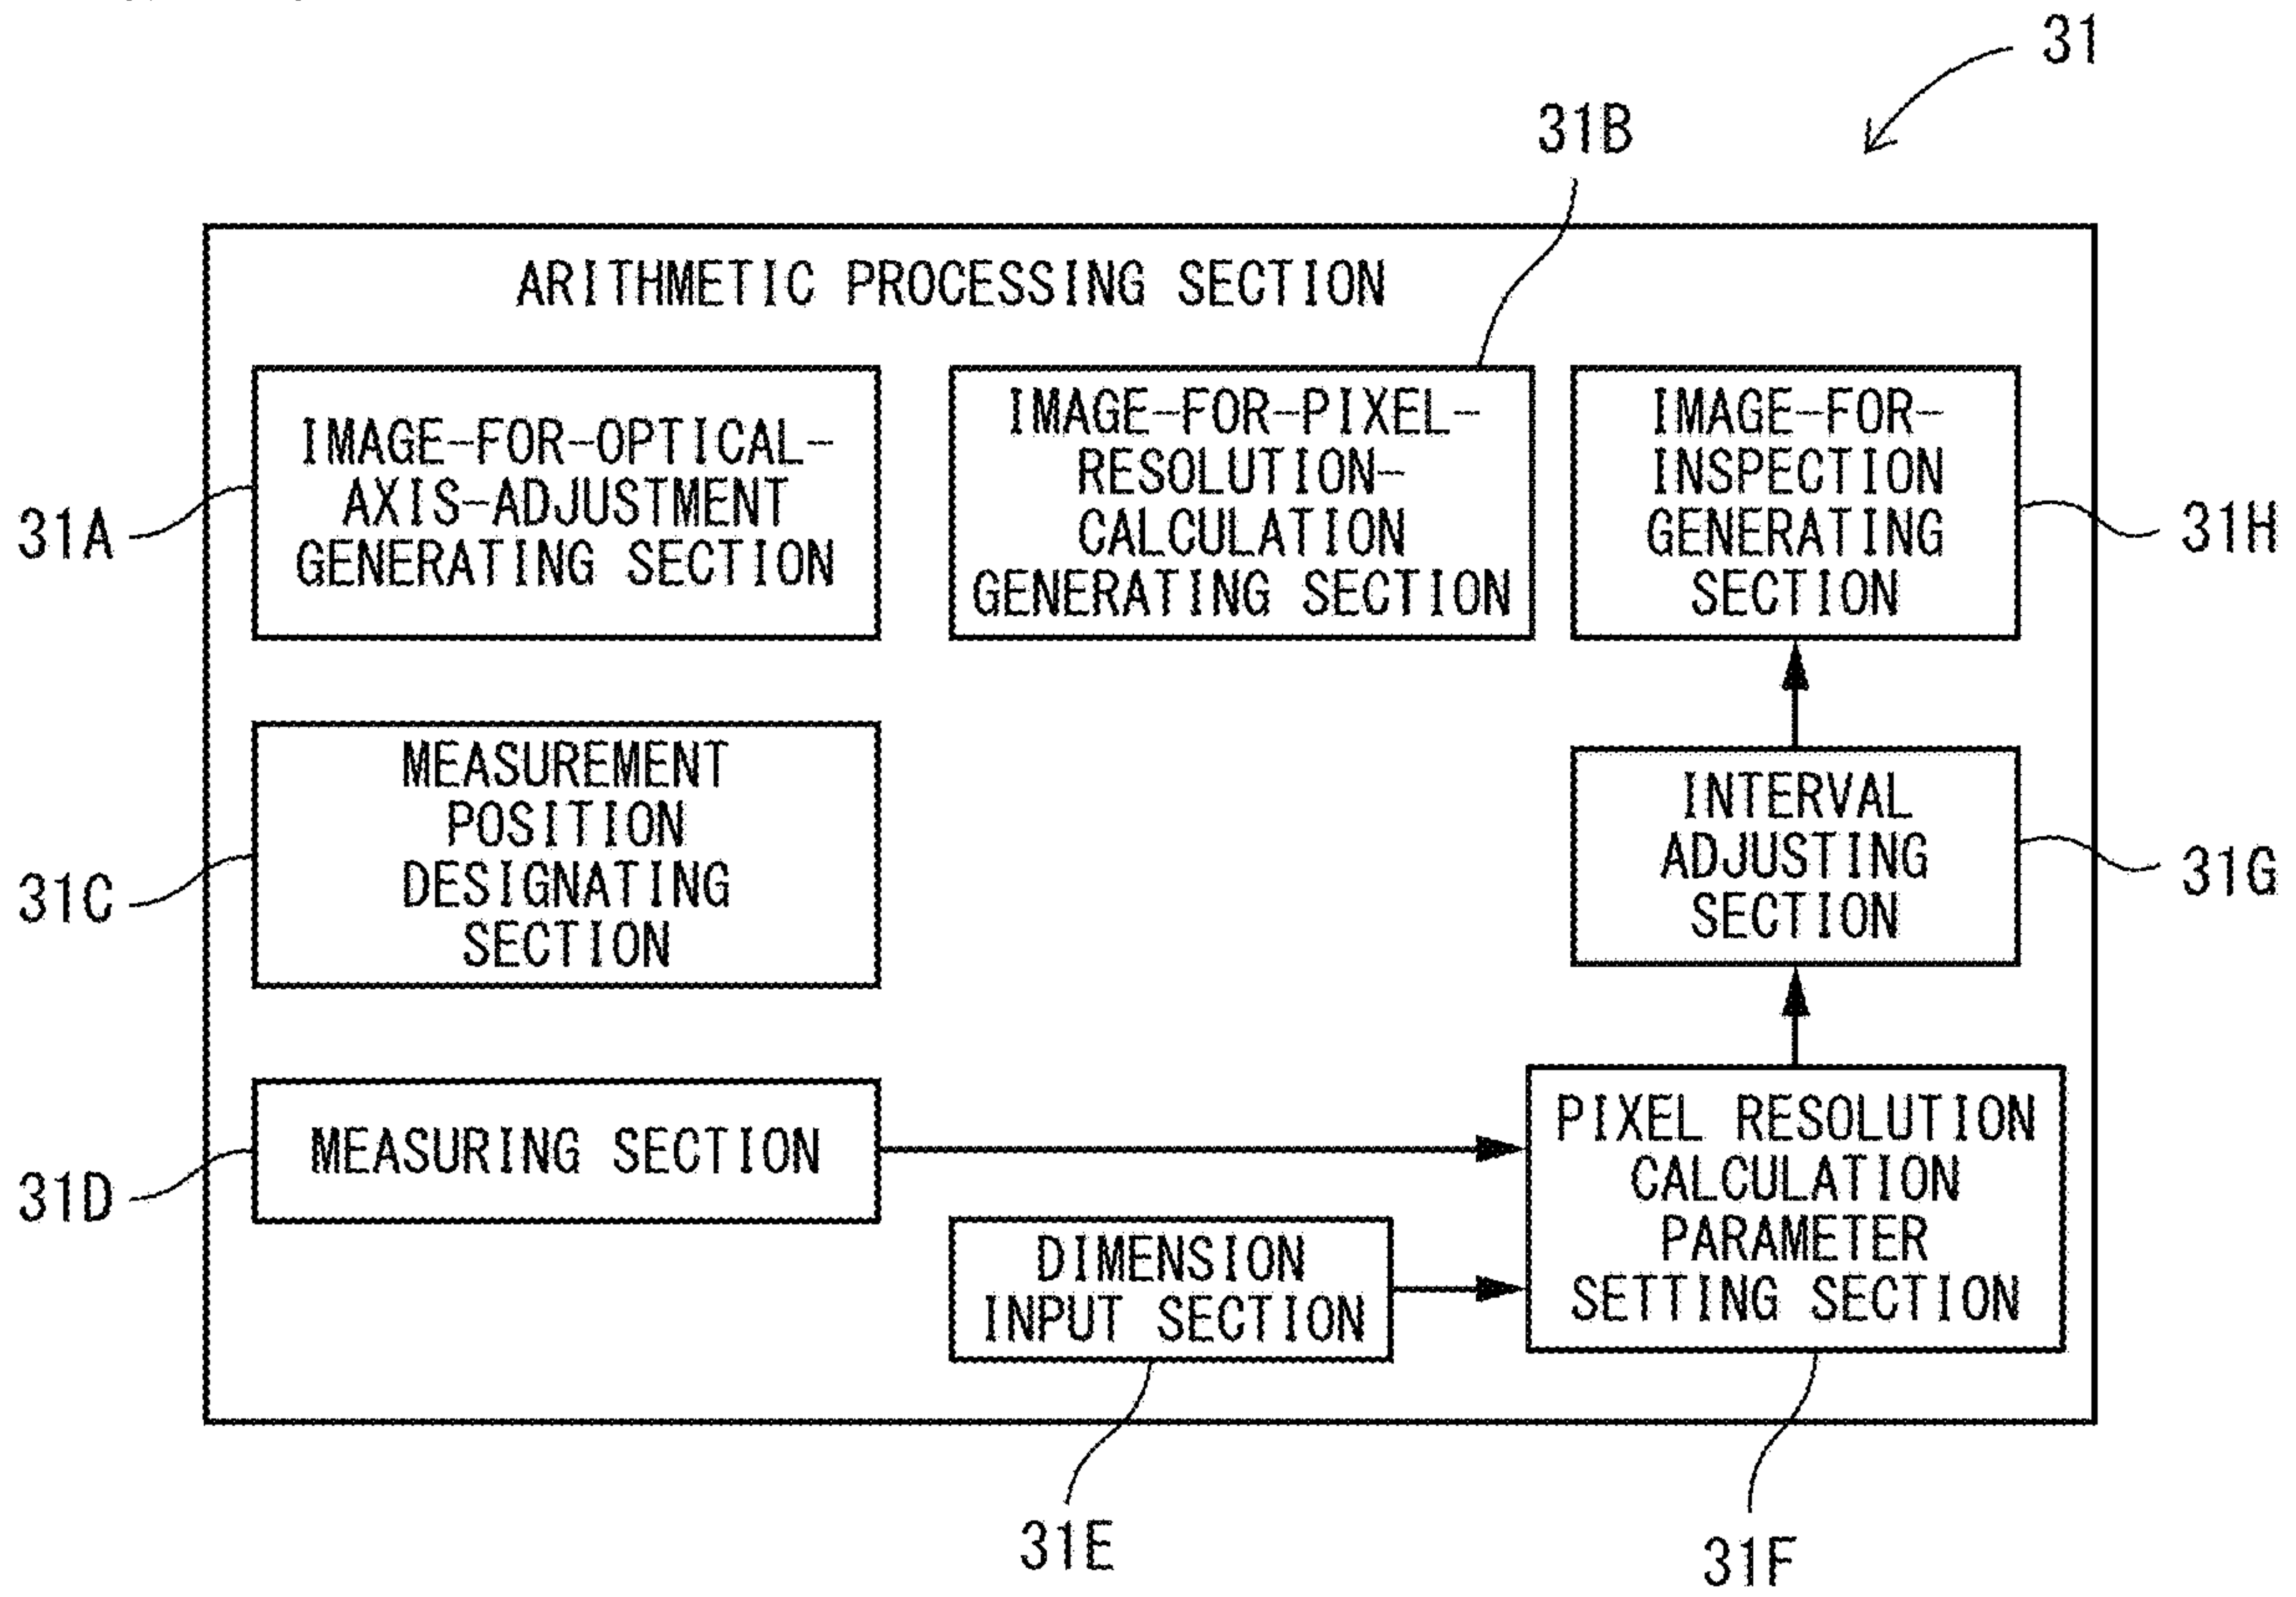 31
31B
ARITHMETIC PROCESSING SECTION
IMAGE-FOR-OPTICAL-
AXIS-ADJUSTMENT
GENERATING SECTION
31A
IMAGE-FOR-PIXEL-
RESOLUTION-
CALCULATION
GENERATING SECTION
IMAGE-FOR-
INSPECTION
GENERATING
SECTION
31H
MEASUREMENT
POSITION
DESIGNATING
SECTION
31C
INTERVAL
ADJUSTING
SECTION
31G
MEASURING SECTION
31D
DIMENSION
INPUT SECTION
PIXEL RESOLUTION
CALCULATION
PARAMETER
SETTING SECTION
31E
31F